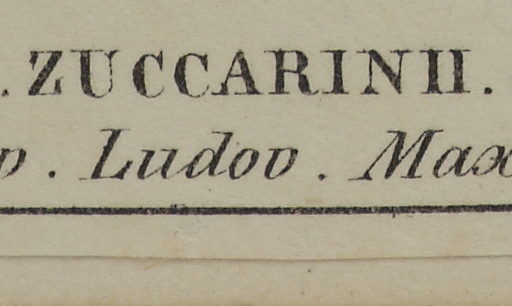 . ZUCCARINII.
. Ludov. Max